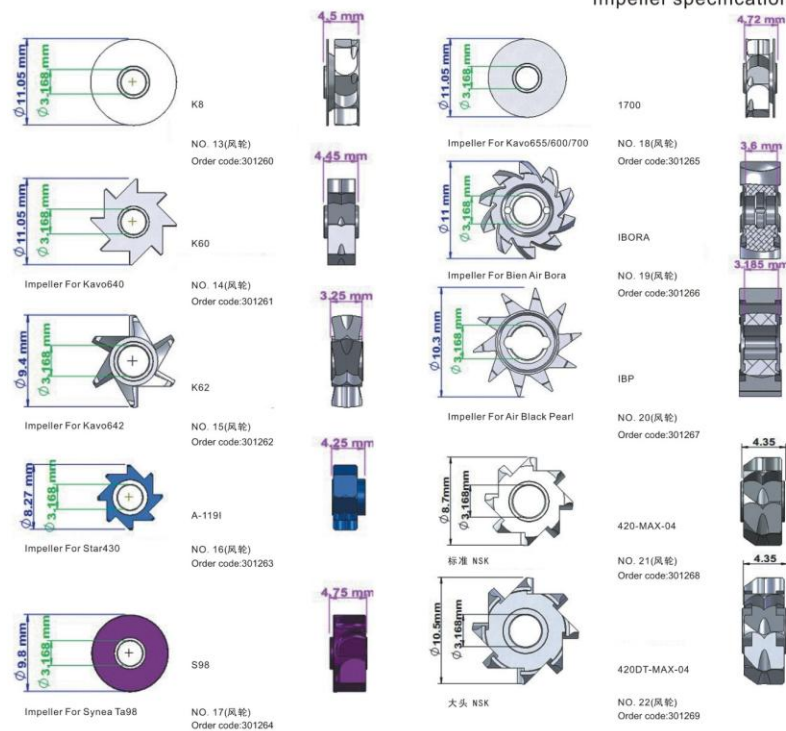 Impeller specification
4.5 mm
Ø11.05 mm
Ø3.168 mm
K8
NO. 13(风轮)
Order code:301260
4.45 mm
Ø11.05 mm
Ø3.168 mm
K60
Impeller For Kavo640
NO. 14(风轮)
Order code:301261
3.25 mm
Ø9.4 mm
Ø3.168 mm
K62
Impeller For Kavo642
NO. 15(风轮)
Order code:301262
4.25 mm
Ø8.27 mm
Ø3.168 mm
A-119I
Impeller For Star430
NO. 16(风轮)
Order code:301263
4.75 mm
Ø9.8 mm
Ø3.168 mm
S98
Impeller For Synea Ta98
NO. 17(风轮)
Order code:301264
4.72 mm
Ø11.05 mm
Ø3.168 mm
1700
Impeller For Kavo655/600/700
NO. 18(风轮)
Order code:301265
3.6 mm
Ø11 mm
Ø3.168 mm
IBORA
Impeller For Bien Air Bora
NO. 19(风轮)
Order code:301266
3.185 mm
Ø10.3 mm
Ø3.168 mm
IBP
Impeller For Air Black Pearl
NO. 20(风轮)
Order code:301267
4.35
Ø8.7mm
Ø3.168mm
420-MAX-04
标准 NSK
NO. 21(风轮)
Order code:301268
4.35
Ø10.5mm
Ø3.168mm
420DT-MAX-04
大头 NSK
NO. 22(风轮)
Order code:301269